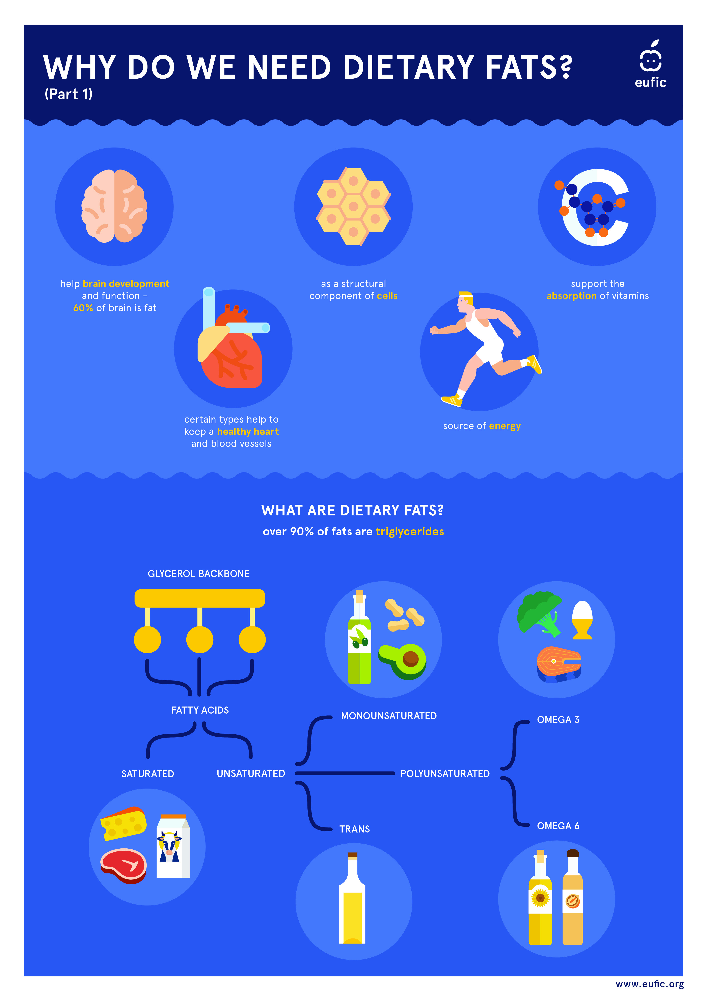 WHY DO WE NEED DIETARY FATS?
(Part 1)
eufic
help brain development
and function -
60% of brain is fat
as a structural
component of cells
support the
absorption of vitamins
certain types help to
keep a healthy heart
and blood vessels
source of energy
WHAT ARE DIETARY FATS?
over 90% of fats are triglycerides
GLYCEROL BACKBONE
FATTY ACIDS
MONOUNSATURATED
OMEGA 3
SATURATED
UNSATURATED
POLYUNSATURATED
TRANS
OMEGA 6
www.eufic.org